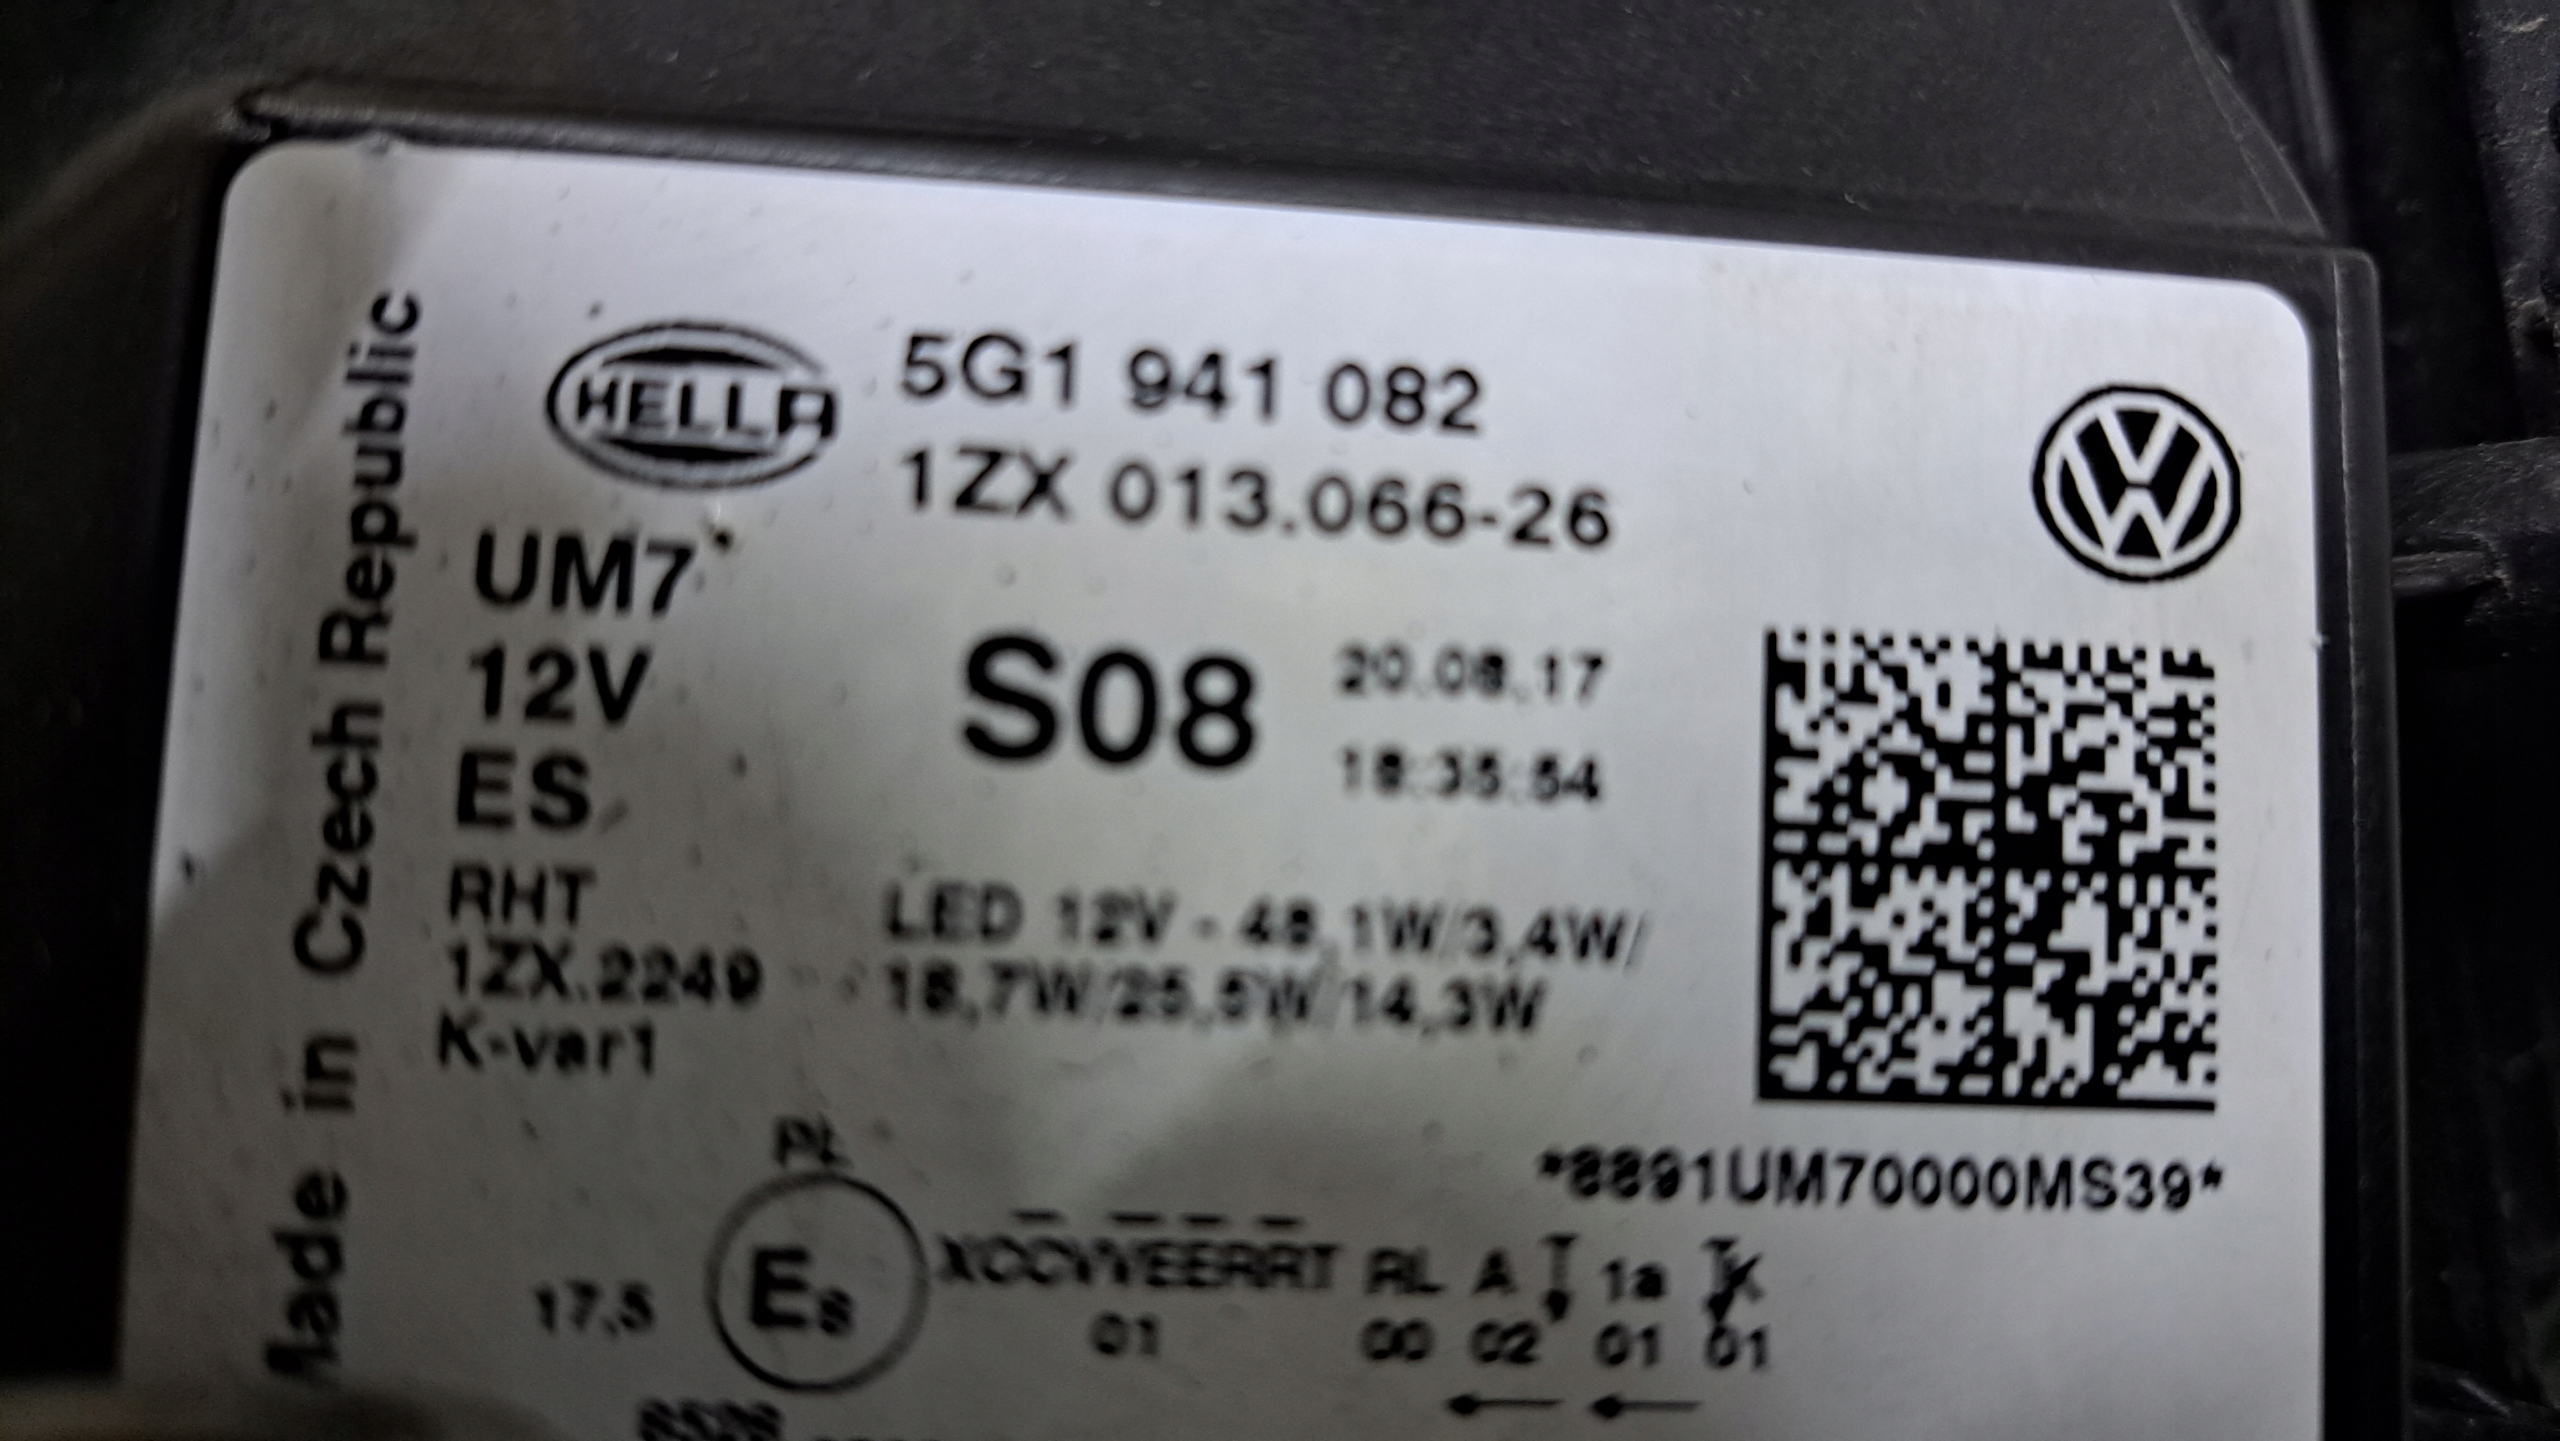 Made in Czech Republic
HELLA
5G1 941 082
1ZX 013.066-26
UM7
12V
ES
RHT
1ZX.2249
K-var1
S08
20.08.17
18:35:54
LED 12V - 48,1W/3,4W/
18,7W/25,5W/14,3W
*8891UM70000MS39*
PL
17,5
E8
XCCWEERRT RL A 1a K
01 00 02 01 01